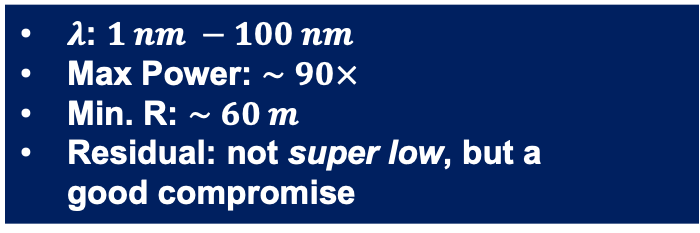 • λ: 1 nm – 100 nm
• Max Power: ~ 90×
• Min. R: ~ 60 m
• Residual: not super low, but a
good compromise